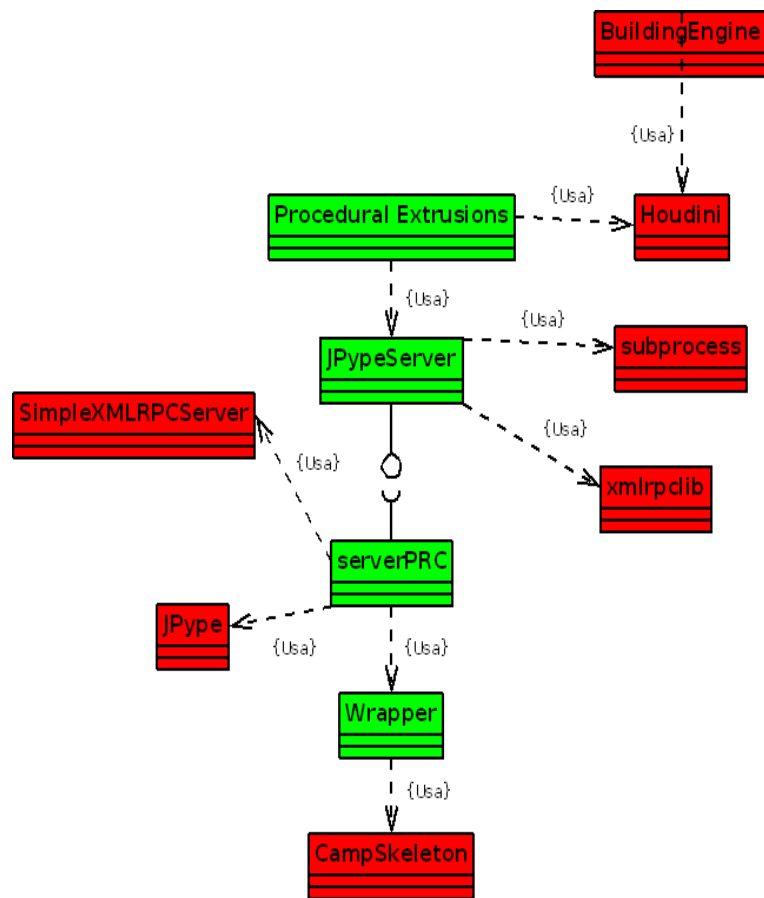 BuildingEngine
{Usa}
Procedural Extrusions
{Usa}
Houdini
{Usa}
JPypeServer
{Usa}
subprocess
SimpleXMLRPCServer
{Usa}
{Usa}
xmlrpclib
serverPRC
JPype
{Usa}
{Usa}
Wrapper
{Usa}
CampSkeleton